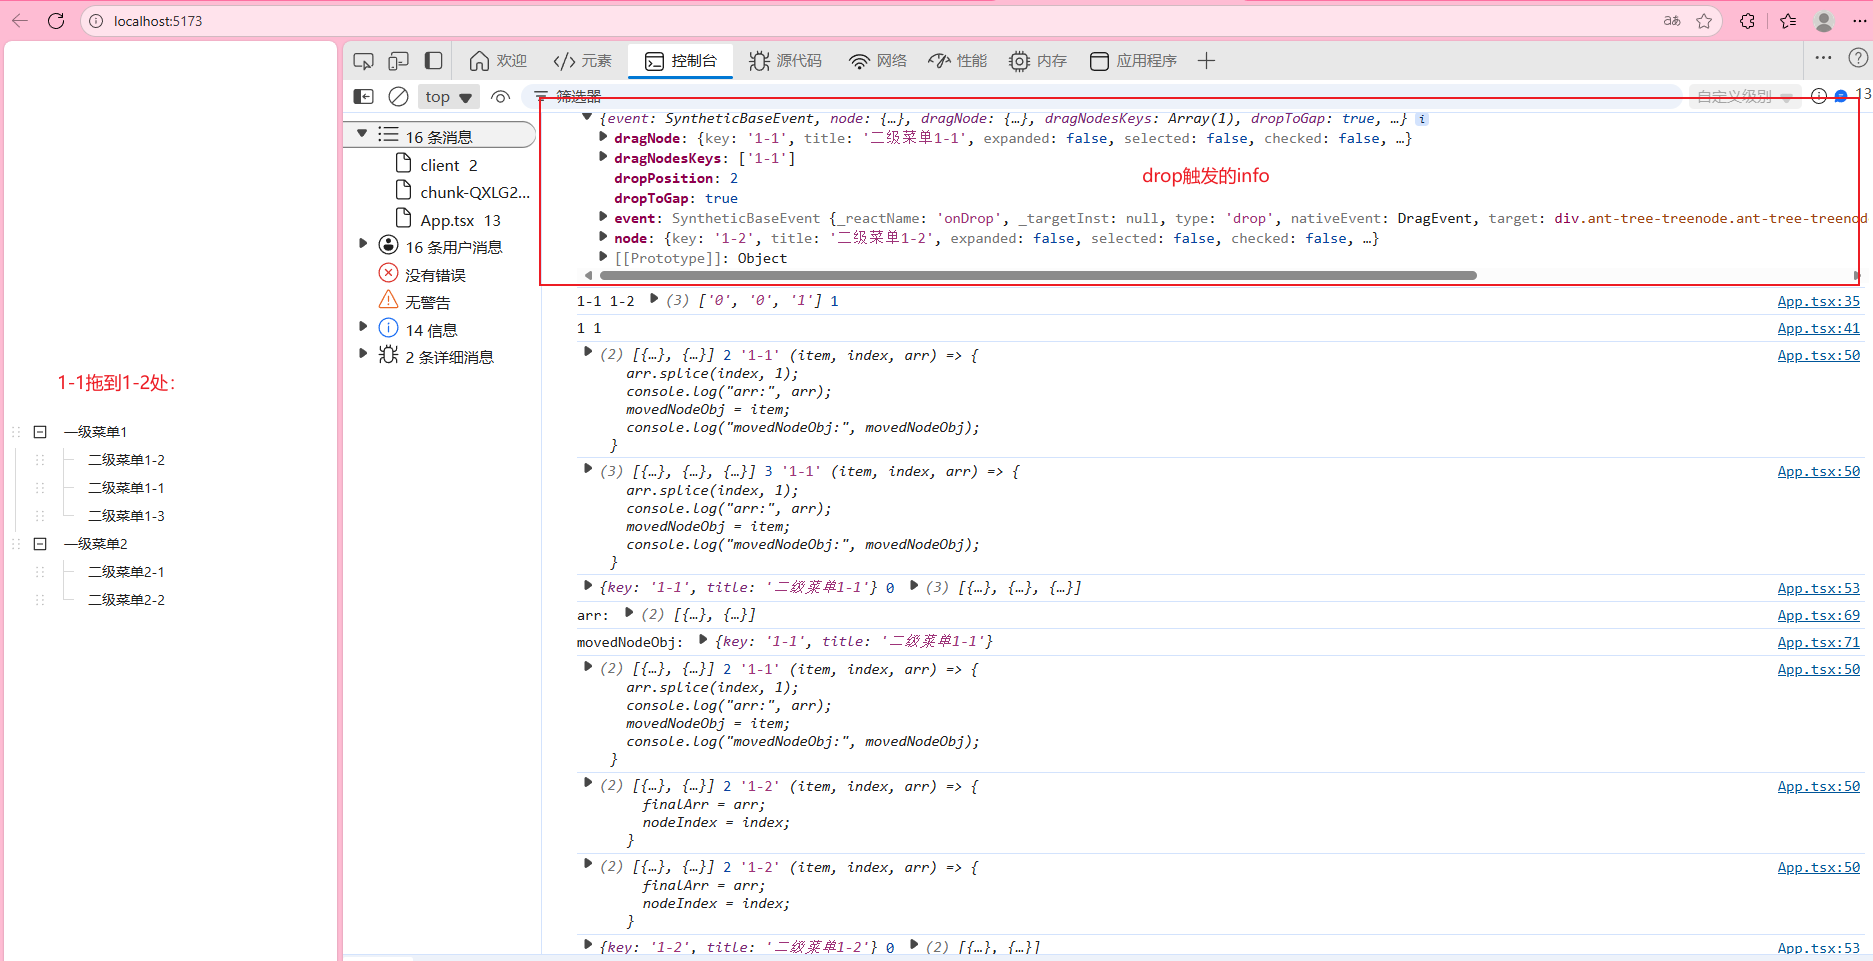 localhost:5173
aあ
欢迎
元素
控制台
源代码
网络
性能
内存
应用程序
top
筛选器
自定义级别
13
16 条消息
client 2
chunk-QXLG2...
App.tsx 13
16 条用户消息
没有错误
无警告
14 信息
2 条详细消息
1-1拖到1-2处：
一级菜单1
二级菜单1-2
二级菜单1-1
二级菜单1-3
一级菜单2
二级菜单2-1
二级菜单2-2
{event: SyntheticBaseEvent, node: {…}, dragNode: {…}, dragNodesKeys: Array(1), dropToGap: true, …}
dragNode: {key: '1-1', title: '二级菜单1-1', expanded: false, selected: false, checked: false, …}
dragNodesKeys: ['1-1']
dropPosition: 2
drop触发的info
dropToGap: true
event: SyntheticBaseEvent {_reactName: 'onDrop', _targetInst: null, type: 'drop', nativeEvent: DragEvent, target: div.ant-tree-treenode.ant-tree-treenod
node: {key: '1-2', title: '二级菜单1-2', expanded: false, selected: false, checked: false, …}
[[Prototype]]: Object
1-1 1-2 (3) ['0', '0', '1'] 1 App.tsx:35
1 1 App.tsx:41
(2) [{…}, {…}] 2 '1-1' (item, index, arr) => { App.tsx:50
arr.splice(index, 1);
console.log("arr:", arr);
movedNodeObj = item;
console.log("movedNodeObj:", movedNodeObj);
}
(3) [{…}, {…}, {…}] 3 '1-1' (item, index, arr) => { App.tsx:50
arr.splice(index, 1);
console.log("arr:", arr);
movedNodeObj = item;
console.log("movedNodeObj:", movedNodeObj);
}
{key: '1-1', title: '二级菜单1-1'} 0 (3) [{…}, {…}, {…}] App.tsx:53
arr: (2) [{…}, {…}] App.tsx:69
movedNodeObj: {key: '1-1', title: '二级菜单1-1'} App.tsx:71
(2) [{…}, {…}] 2 '1-1' (item, index, arr) => { App.tsx:50
arr.splice(index, 1);
console.log("arr:", arr);
movedNodeObj = item;
console.log("movedNodeObj:", movedNodeObj);
}
(2) [{…}, {…}] 2 '1-2' (item, index, arr) => { App.tsx:50
finalArr = arr;
nodeIndex = index;
}
(2) [{…}, {…}] 2 '1-2' (item, index, arr) => { App.tsx:50
finalArr = arr;
nodeIndex = index;
}
{key: '1-2', title: '二级菜单1-2'} 0 (2) [{…}, {…}] App.tsx:53